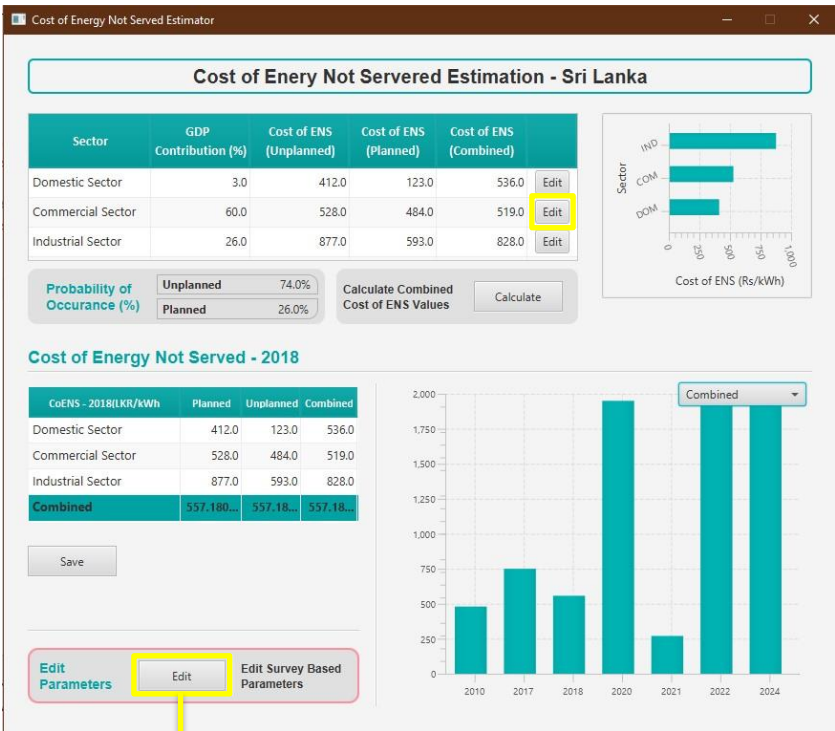 Cost of Energy Not Served Estimator
Cost of Enery Not Servered Estimation - Sri Lanka
Sector GDP Contribution (%) Cost of ENS (Unplanned) Cost of ENS (Planned) Cost of ENS (Combined)
Domestic Sector 3.0 412.0 123.0 536.0 Edit
Commercial Sector 60.0 528.0 484.0 519.0 Edit
Industrial Sector 26.0 877.0 593.0 828.0 Edit
Sector
IND
COM
DOM
0 250 500 750 1,000
Cost of ENS (Rs/kWh)
Probability of
Occurance (%)
Unplanned 74.0%
Planned 26.0%
Calculate Combined
Cost of ENS Values
Calculate
Cost of Energy Not Served - 2018
CoENS - 2018(LKR/kWh Planned Unplanned Combined
Domestic Sector 412.0 123.0 536.0
Commercial Sector 528.0 484.0 519.0
Industrial Sector 877.0 593.0 828.0
Combined 557.180... 557.18... 557.18...
Save
Combined
2,000
1,750
1,500
1,250
1,000
750
500
250
0
2010 2017 2018 2020 2021 2022 2024
Edit
Parameters
Edit
Edit Survey Based
Parameters